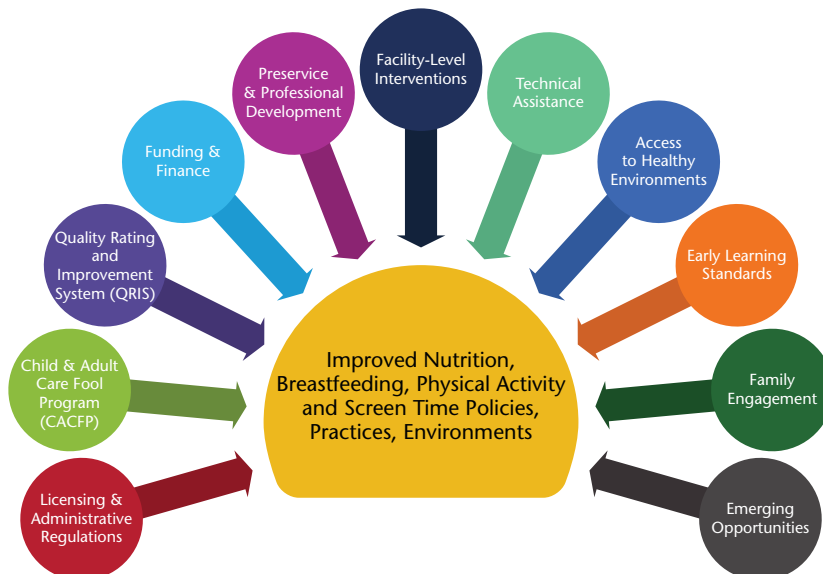 Facility-Level
Interventions
Preservice
& Professional
Development
Technical
Assistance
Funding &
Finance
Access
to Healthy
Environments
Quality Rating
and
Improvement
System (QRIS)
Early Learning
Standards
Child & Adult
Care Fool
Program
(CACFP)
Improved Nutrition,
Breastfeeding, Physical Activity
and Screen Time Policies,
Practices, Environments
Family
Engagement
Licensing &
Administrative
Regulations
Emerging
Opportunities